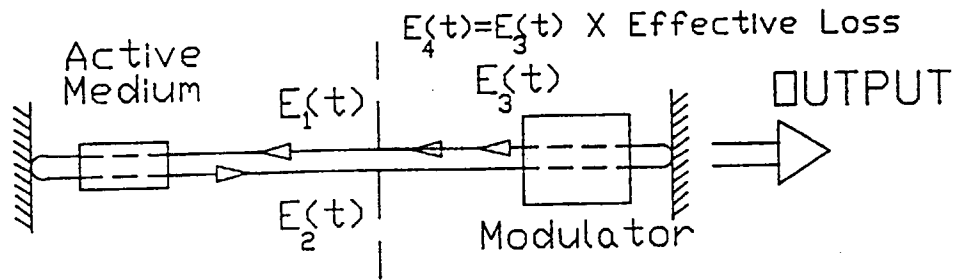 E₄(t)=E₃(t) X Effective Loss
Active
Medium
E₃(t)
OUTPUT
E₁(t)
E₂(t)
Modulator